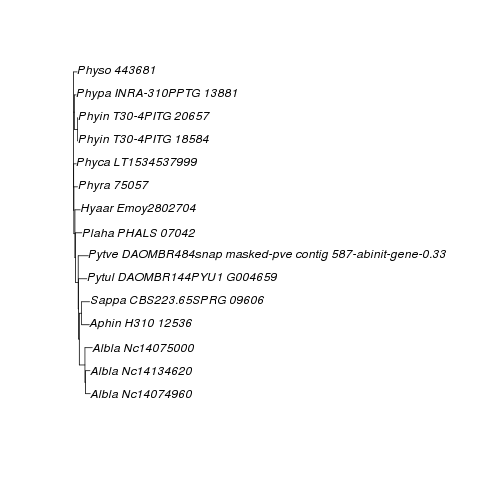 Physo 443681
Phypa INRA-310PPTG 13881
Phyin T30-4PITG 20657
Phyin T30-4PITG 18584
Phyca LT1534537999
Phyra 75057
Hyaar Emoy2802704
Plaha PHALS 07042
Pytve DAOMBR484snap masked-pve contig 587-abinit-gene-0.33
Pytul DAOMBR144PYU1 G004659
Sappa CBS223.65SPRG 09606
Aphin H310 12536
Albla Nc14075000
Albla Nc14134620
Albla Nc14074960